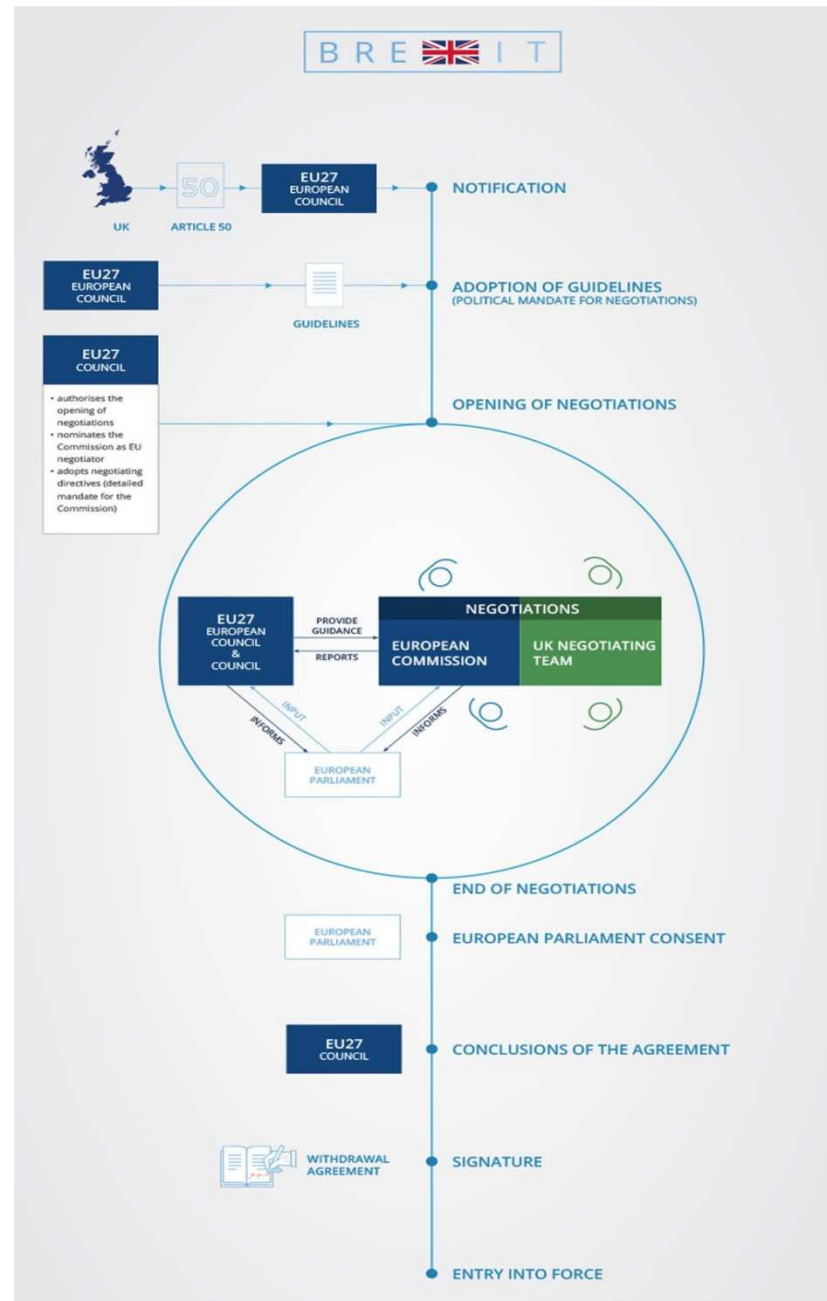 BREXIT
50
EU27
EUROPEAN
COUNCIL
NOTIFICATION
UK
ARTICLE 50
EU27
EUROPEAN
COUNCIL
GUIDELINES
ADOPTION OF GUIDELINES
(POLITICAL MANDATE FOR NEGOTIATIONS)
EU27
COUNCIL
• authorises the
opening of
negotiations
• nominates the
Commission as EU
negotiator
• adopts negotiating
directives (detailed
mandate for the
Commission)
OPENING OF NEGOTIATIONS
EU27
EUROPEAN
COUNCIL
&
COUNCIL
PROVIDE
GUIDANCE
REPORTS
NEGOTIATIONS
EUROPEAN
COMMISSION
UK NEGOTIATING
TEAM
INPUT
INFORMS
INPUT
INFORMS
EUROPEAN
PARLIAMENT
END OF NEGOTIATIONS
EUROPEAN
PARLIAMENT
EUROPEAN PARLIAMENT CONSENT
EU27
COUNCIL
CONCLUSIONS OF THE AGREEMENT
WITHDRAWAL
AGREEMENT
SIGNATURE
ENTRY INTO FORCE